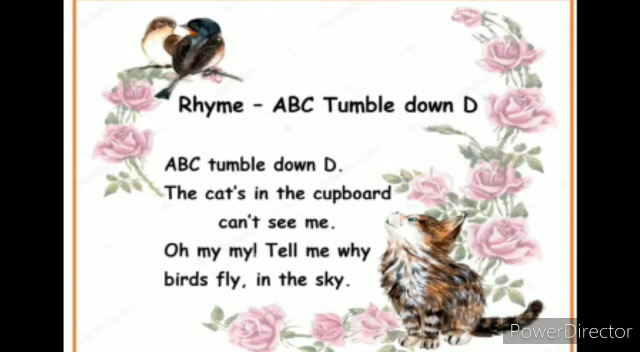 Rhyme - ABC Tumble down D
ABC tumble down D.
The cat's in the cupboard
can't see me.
Oh my my! Tell me why
birds fly, in the sky.
PowerDirector